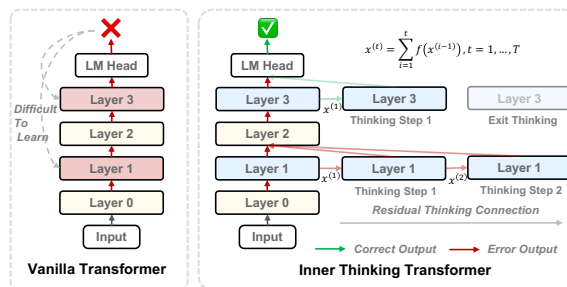 LM Head
Layer 3
Difficult
To
Learn
Layer 2
Layer 1
Layer 0
Input
Vanilla Transformer
x^{(t)} = \sum_{i=1}^{t} f(x^{(i-1)}), t = 1, ..., T
LM Head
Layer 3
x^{(1)}
Layer 3
Layer 3
Thinking Step 1
Exit Thinking
Layer 2
Layer 1
x^{(1)}
Layer 1
x^{(2)}
Layer 1
Thinking Step 1
Thinking Step 2
Layer 0
Residual Thinking Connection
Input
Correct Output
Error Output
Inner Thinking Transformer